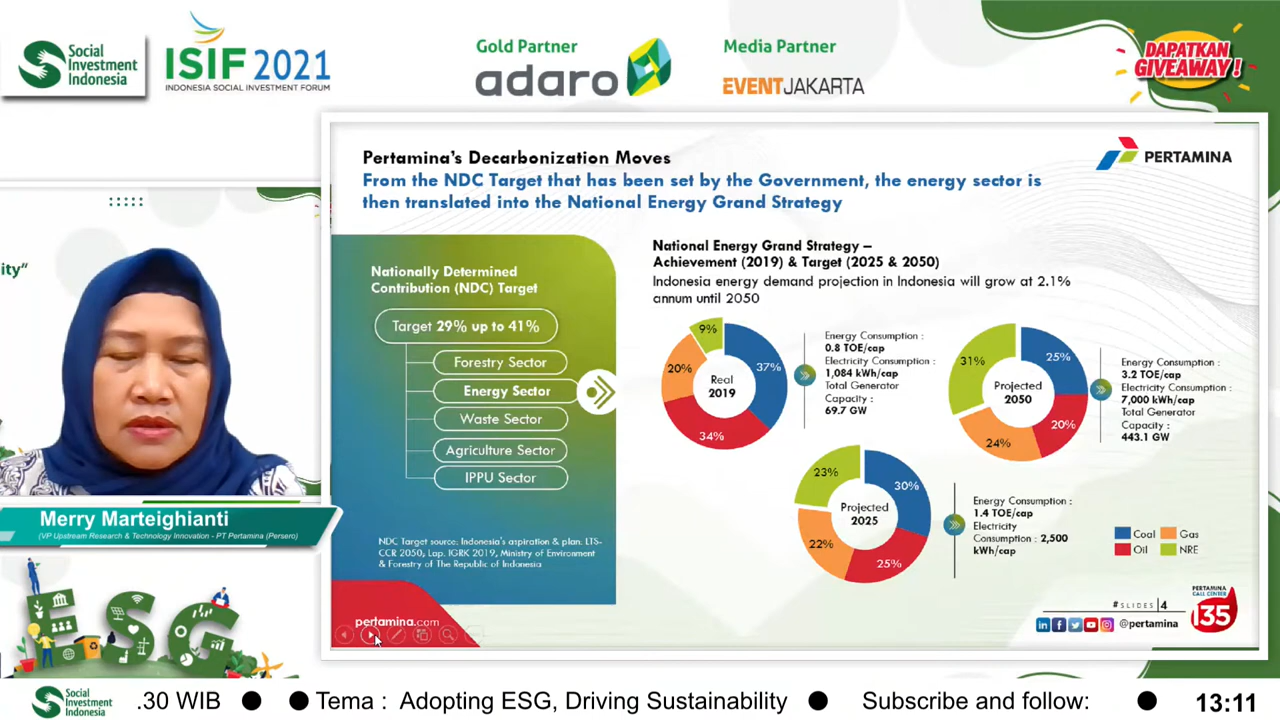 Social
Investment
Indonesia
ISIF 2021
INDONESIA SOCIAL INVESTMENT FORUM
Gold Partner
adaro
Media Partner
EVENTJAKARTA
DAPATKAN
GIVEAWAY !
Pertamina's Decarbonization Moves
From the NDC Target that has been set by the Government, the energy sector is
then translated into the National Energy Grand Strategy
PERTAMINA
Nationally Determined
Contribution (NDC) Target
Target 29% up to 41%
Forestry Sector
Energy Sector
Waste Sector
Agriculture Sector
IPPU Sector
NDC Target source: Indonesia's aspiration & plan. LTS-
CCR 2050, Lap. IGRK 2019, Ministry of Environment
& Forestry of The Republic of Indonesia
pertamina.com
National Energy Grand Strategy –
Achievement (2019) & Target (2025 & 2050)
Indonesia energy demand projection in Indonesia will grow at 2.1%
annum until 2050
9%
20%
37%
34%
Real
2019
Energy Consumption :
0.8 TOE/cap
Electricity Consumption :
1,084 kWh/cap
Total Generator
Capacity :
69.7 GW
31%
25%
24%
20%
Projected
2050
Energy Consumption :
3.2 TOE/cap
Electricity Consumption :
7,000 kWh/cap
Total Generator
Capacity :
443.1 GW
23%
30%
22%
25%
Projected
2025
Energy Consumption :
1.4 TOE/cap
Electricity
Consumption : 2,500
kWh/cap
Coal
Gas
Oil
NRE
#SLIDES 4
@pertamina
PERTAMINA
CALL CENTER
135
ity"
Merry Marteighianti
(VP Upstream Research & Technology Innovation - PT Pertamina (Persero)
ESG
Social
Investment
Indonesia
.30 WIB ● ● Tema : Adopting ESG, Driving Sustainability ● Subscribe and follow: ●
13:11